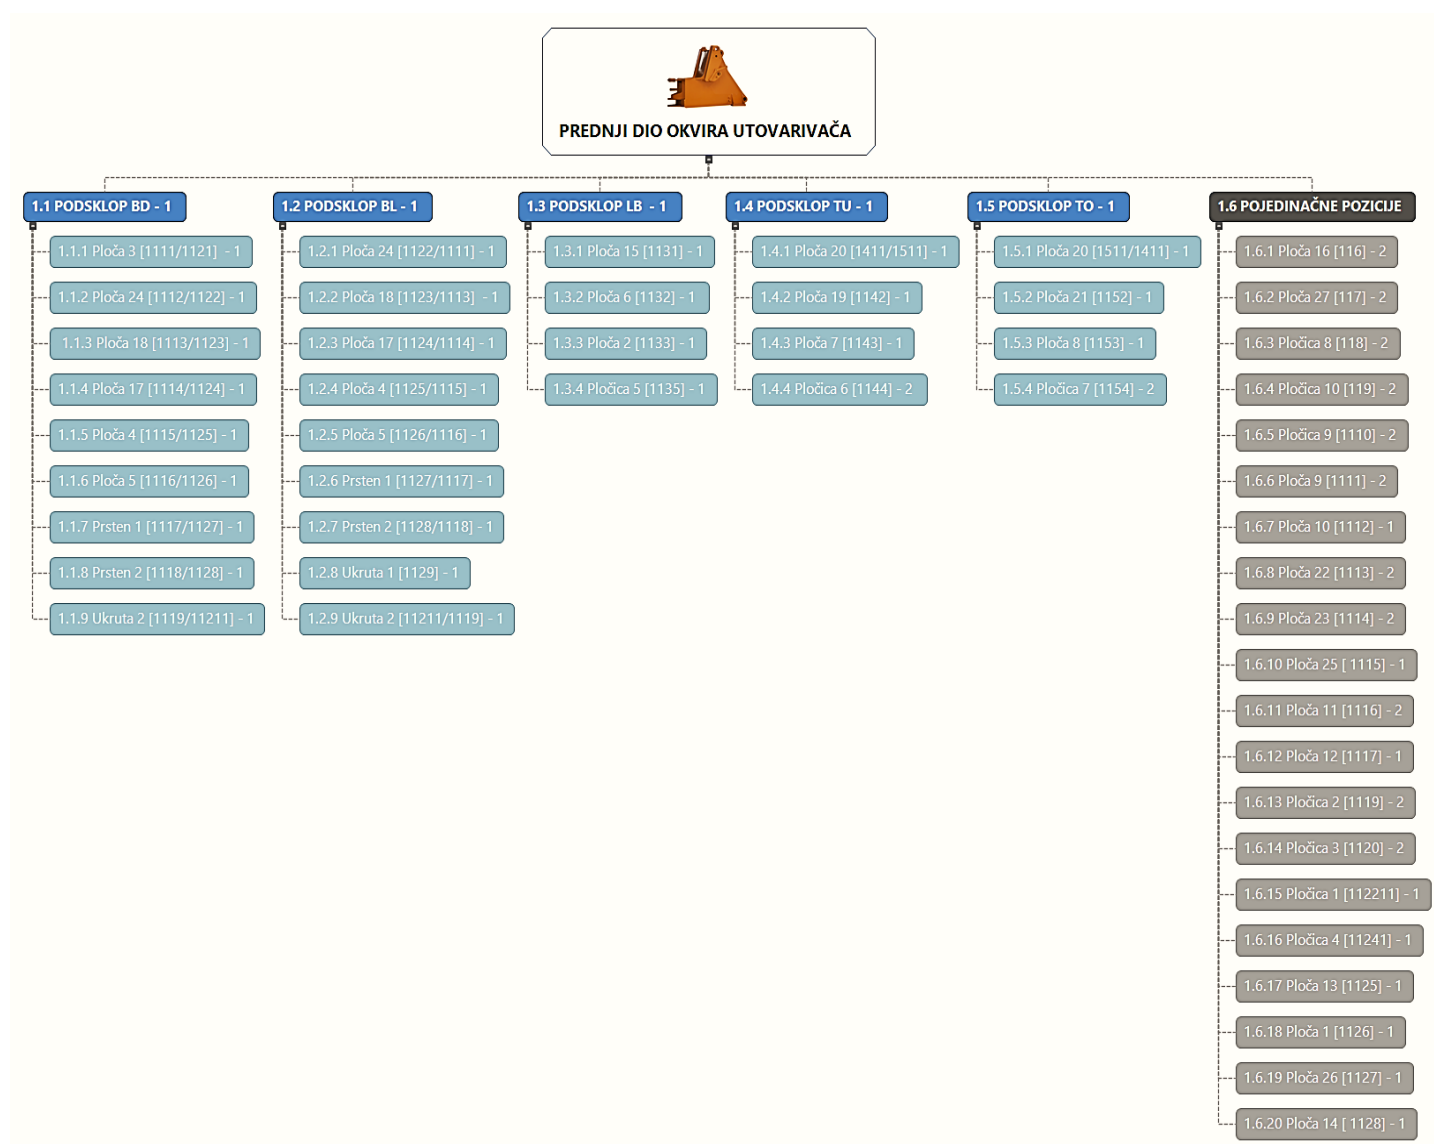 PREDNJI DIO OKVIRA UTOVARIVAČA
1.1 PODSKLOP BD - 1
1.1.1 Ploča 3 [1111/1121] - 1
1.1.2 Ploča 24 [1112/1122] - 1
1.1.3 Ploča 18 [1113/1123] - 1
1.1.4 Ploča 17 [1114/1124] - 1
1.1.5 Ploča 4 [1115/1125] - 1
1.1.6 Ploča 5 [1116/1126] - 1
1.1.7 Prsten 1 [1117/1127] - 1
1.1.8 Prsten 2 [1118/1128] - 1
1.1.9 Ukruta 2 [1119/11211] - 1
1.2 PODSKLOP BL - 1
1.2.1 Ploča 24 [1122/1111] - 1
1.2.2 Ploča 18 [1123/1113] - 1
1.2.3 Ploča 17 [1124/1114] - 1
1.2.4 Ploča 4 [1125/1115] - 1
1.2.5 Ploča 5 [1126/1116] - 1
1.2.6 Prsten 1 [1127/1117] - 1
1.2.7 Prsten 2 [1128/1118] - 1
1.2.8 Ukruta 1 [1129] - 1
1.2.9 Ukruta 2 [11211/1119] - 1
1.3 PODSKLOP LB - 1
1.3.1 Ploča 15 [1131] - 1
1.3.2 Ploča 6 [1132] - 1
1.3.3 Ploča 2 [1133] - 1
1.3.4 Pločica 5 [1135] - 1
1.4 PODSKLOP TU - 1
1.4.1 Ploča 20 [1411/1511] - 1
1.4.2 Ploča 19 [1142] - 1
1.4.3 Ploča 7 [1143] - 1
1.4.4 Pločica 6 [1144] - 2
1.5 PODSKLOP TO - 1
1.5.1 Ploča 20 [1511/1411] - 1
1.5.2 Ploča 21 [1152] - 1
1.5.3 Ploča 8 [1153] - 1
1.5.4 Pločica 7 [1154] - 2
1.6 POJEDINAČNE POZICIJE
1.6.1 Ploča 16 [116] - 2
1.6.2 Ploča 27 [117] - 2
1.6.3 Pločica 8 [118] - 2
1.6.4 Pločica 10 [119] - 2
1.6.5 Pločica 9 [1110] - 2
1.6.6 Ploča 9 [1111] - 2
1.6.7 Ploča 10 [1112] - 1
1.6.8 Ploča 22 [1113] - 2
1.6.9 Ploča 23 [1114] - 2
1.6.10 Ploča 25 [ 1115] - 1
1.6.11 Ploča 11 [1116] - 2
1.6.12 Ploča 12 [1117] - 1
1.6.13 Pločica 2 [1119] - 2
1.6.14 Pločica 3 [1120] - 2
1.6.15 Pločica 1 [112211] - 1
1.6.16 Pločica 4 [11241] - 1
1.6.17 Ploča 13 [1125] - 1
1.6.18 Ploča 1 [1126] - 1
1.6.19 Ploča 26 [1127] - 1
1.6.20 Ploča 14 [ 1128] - 1